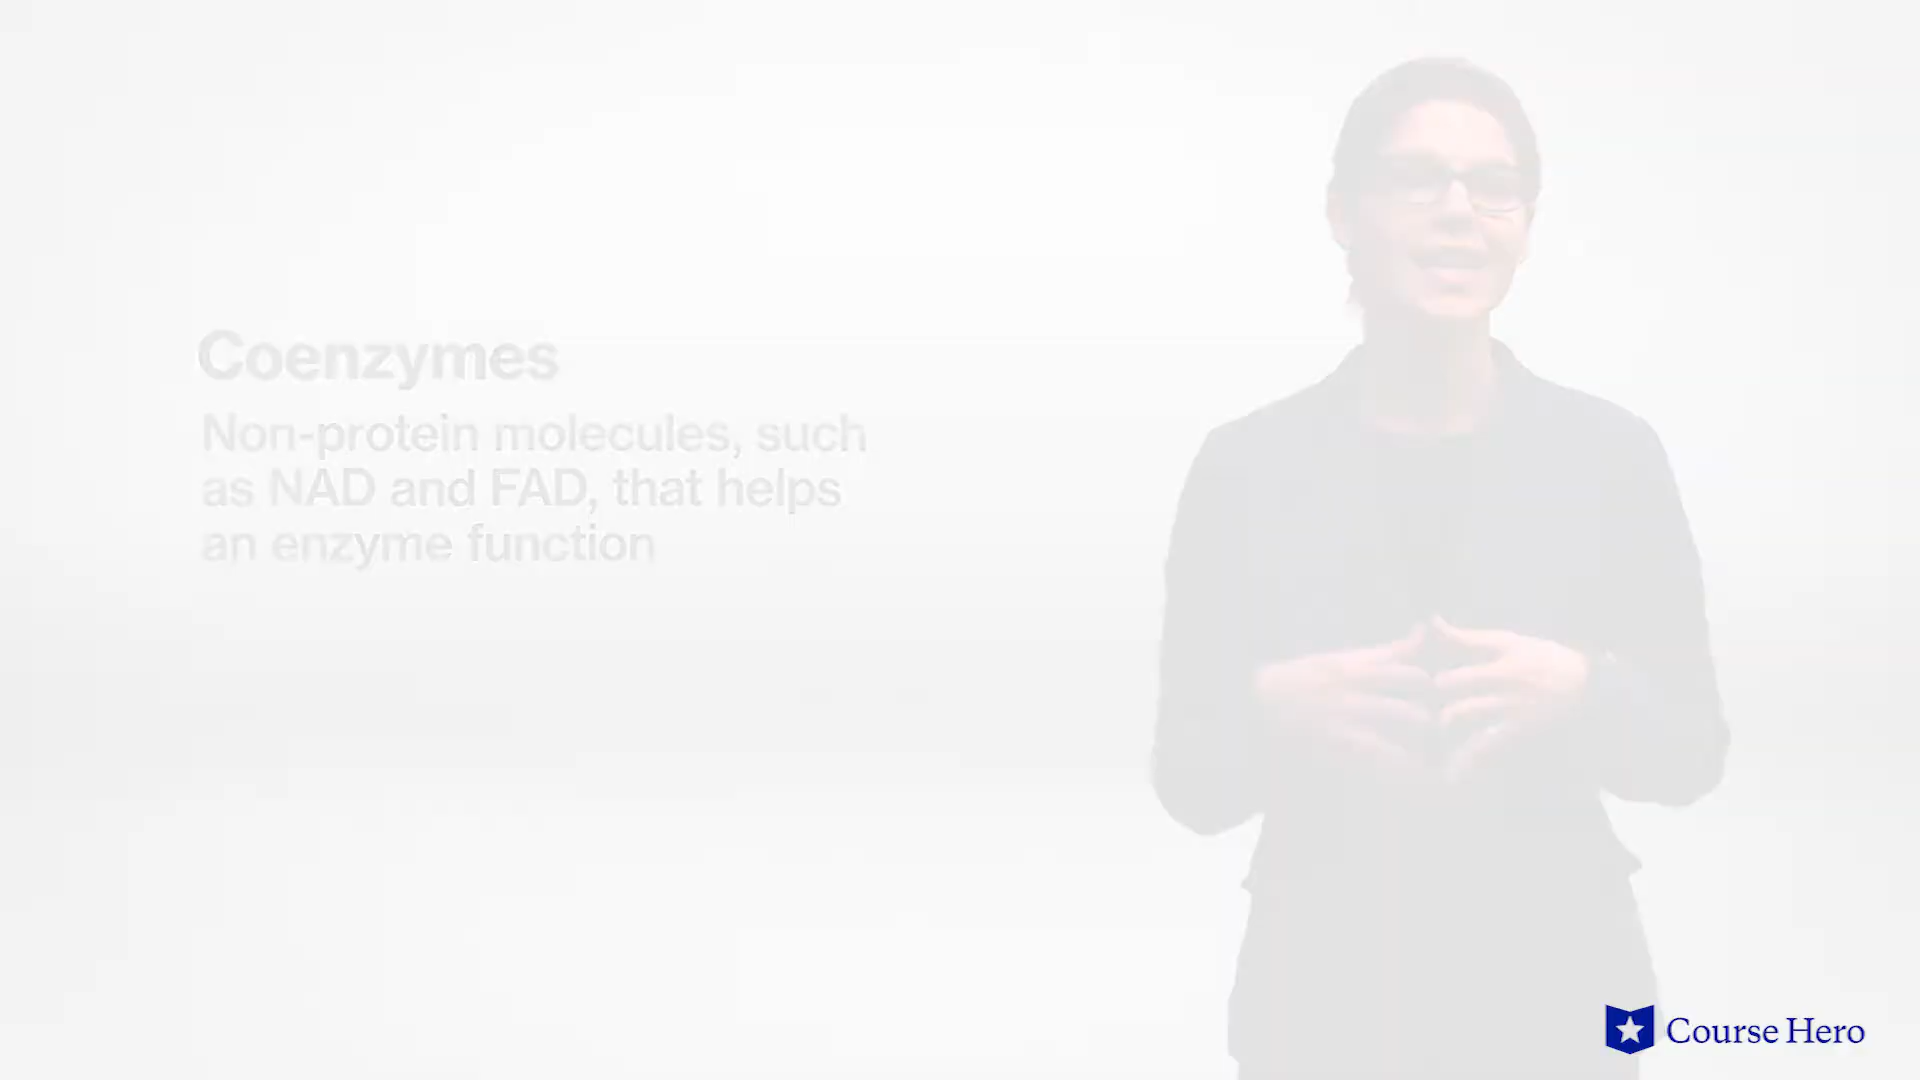 Coenzymes
Non-protein molecules, such
as NAD and FAD, that helps
an enzyme function
Course Hero